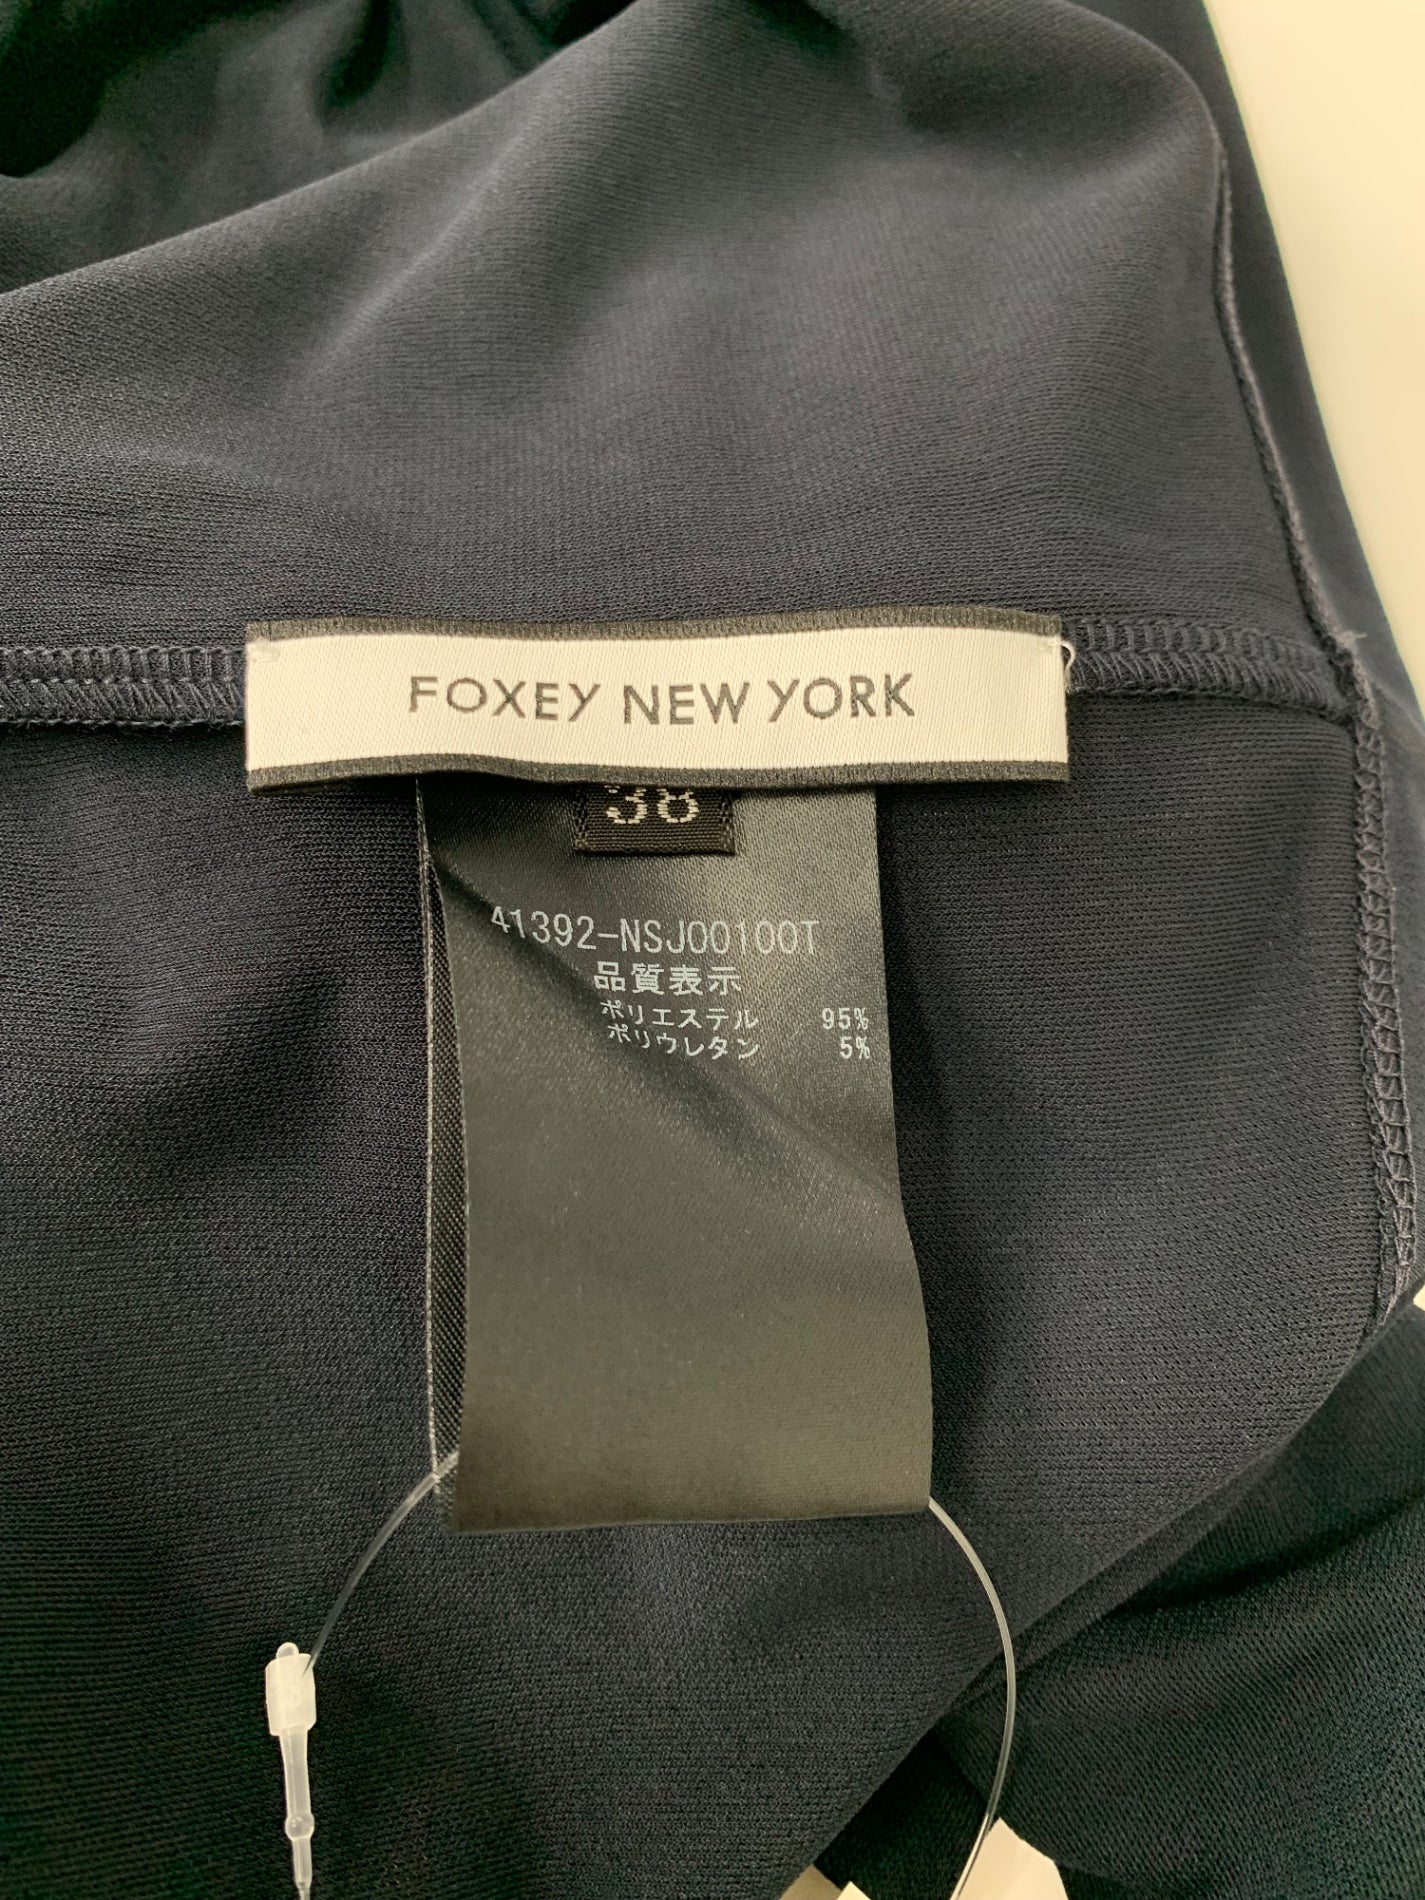 FOXEY NEW YORK
38
41392-NSJ00100T
品質表示
ポリエステル 95%
ポリウレタン 5%